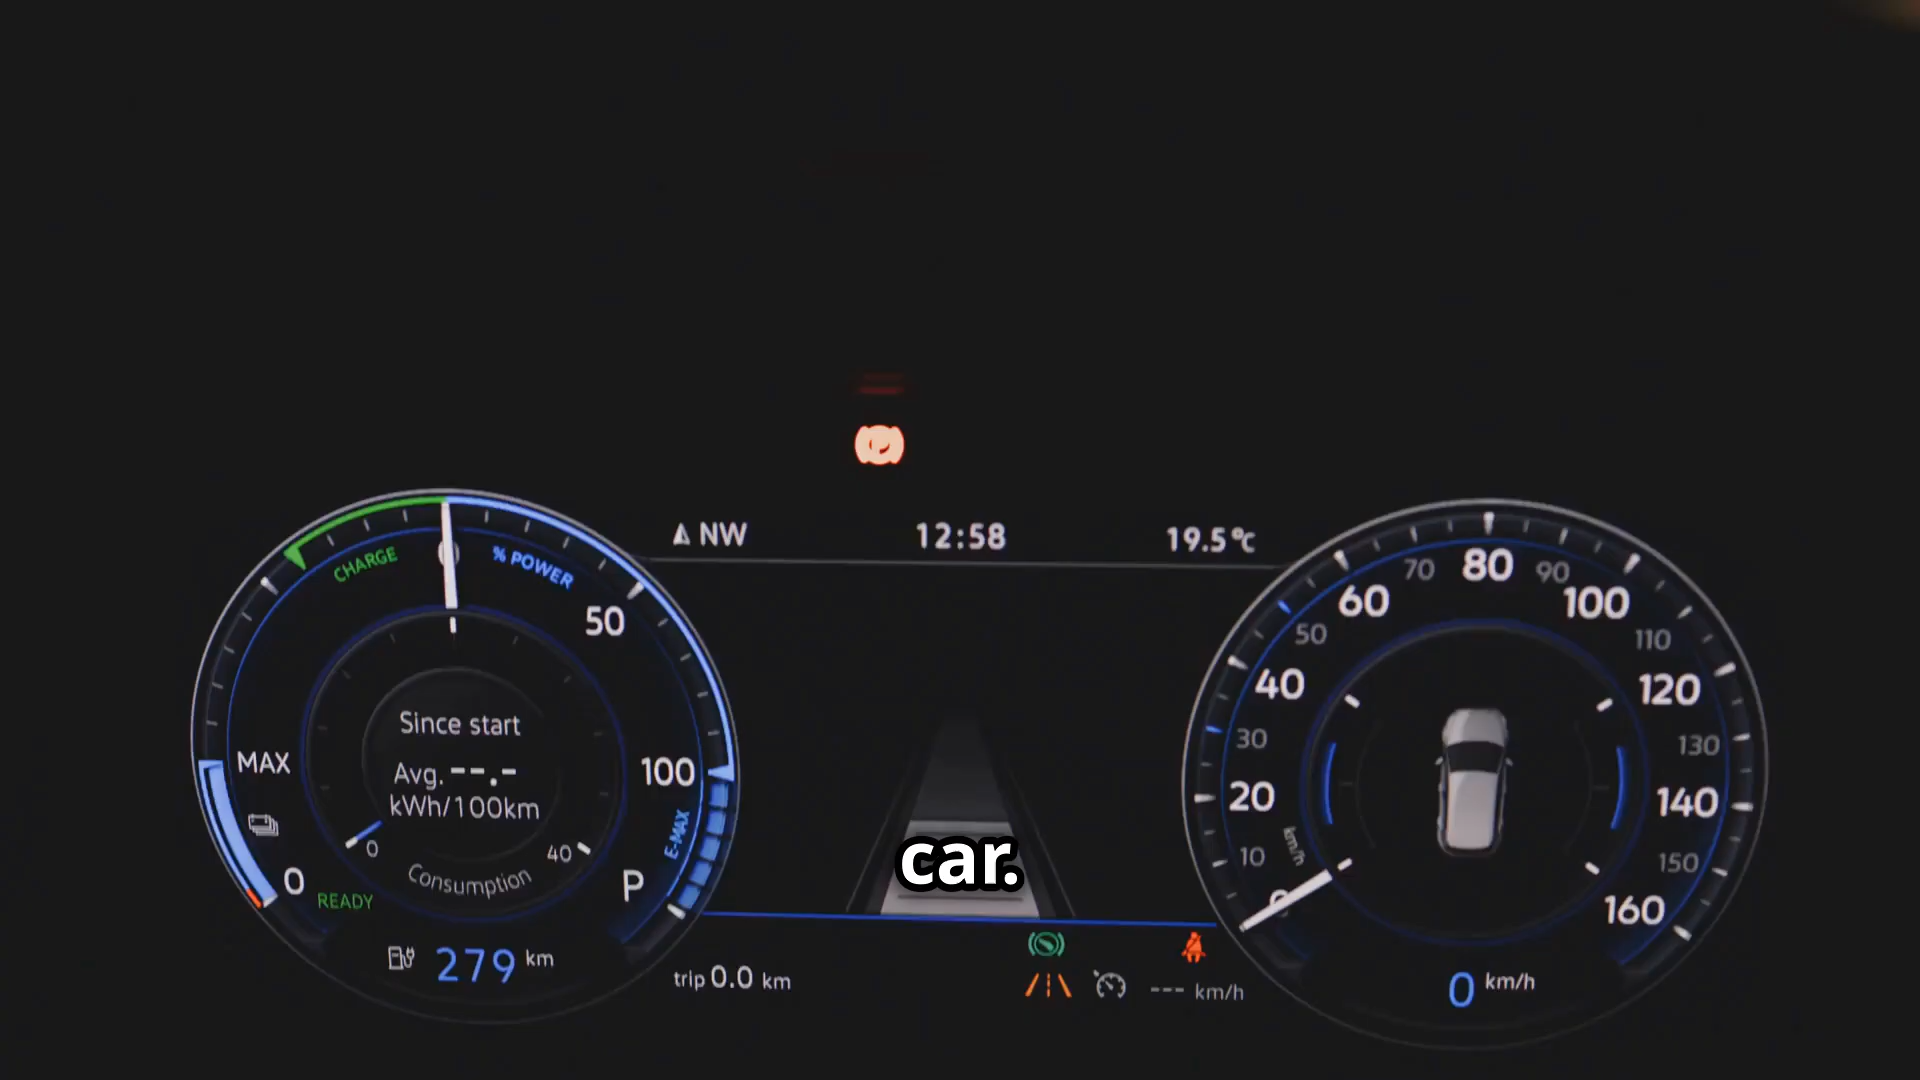 NW
12:58
19.5°C
CHARGE
% POWER
50
100
E-MAX
P
MAX
0
READY
Since start
Avg. --.-
kWh/100km
0
40
Consumption
279 km
trip 0.0 km
car.
--- km/h
0
10
20
30
40
50
60
70
80
90
100
110
120
130
140
150
160
km/h
0 km/h